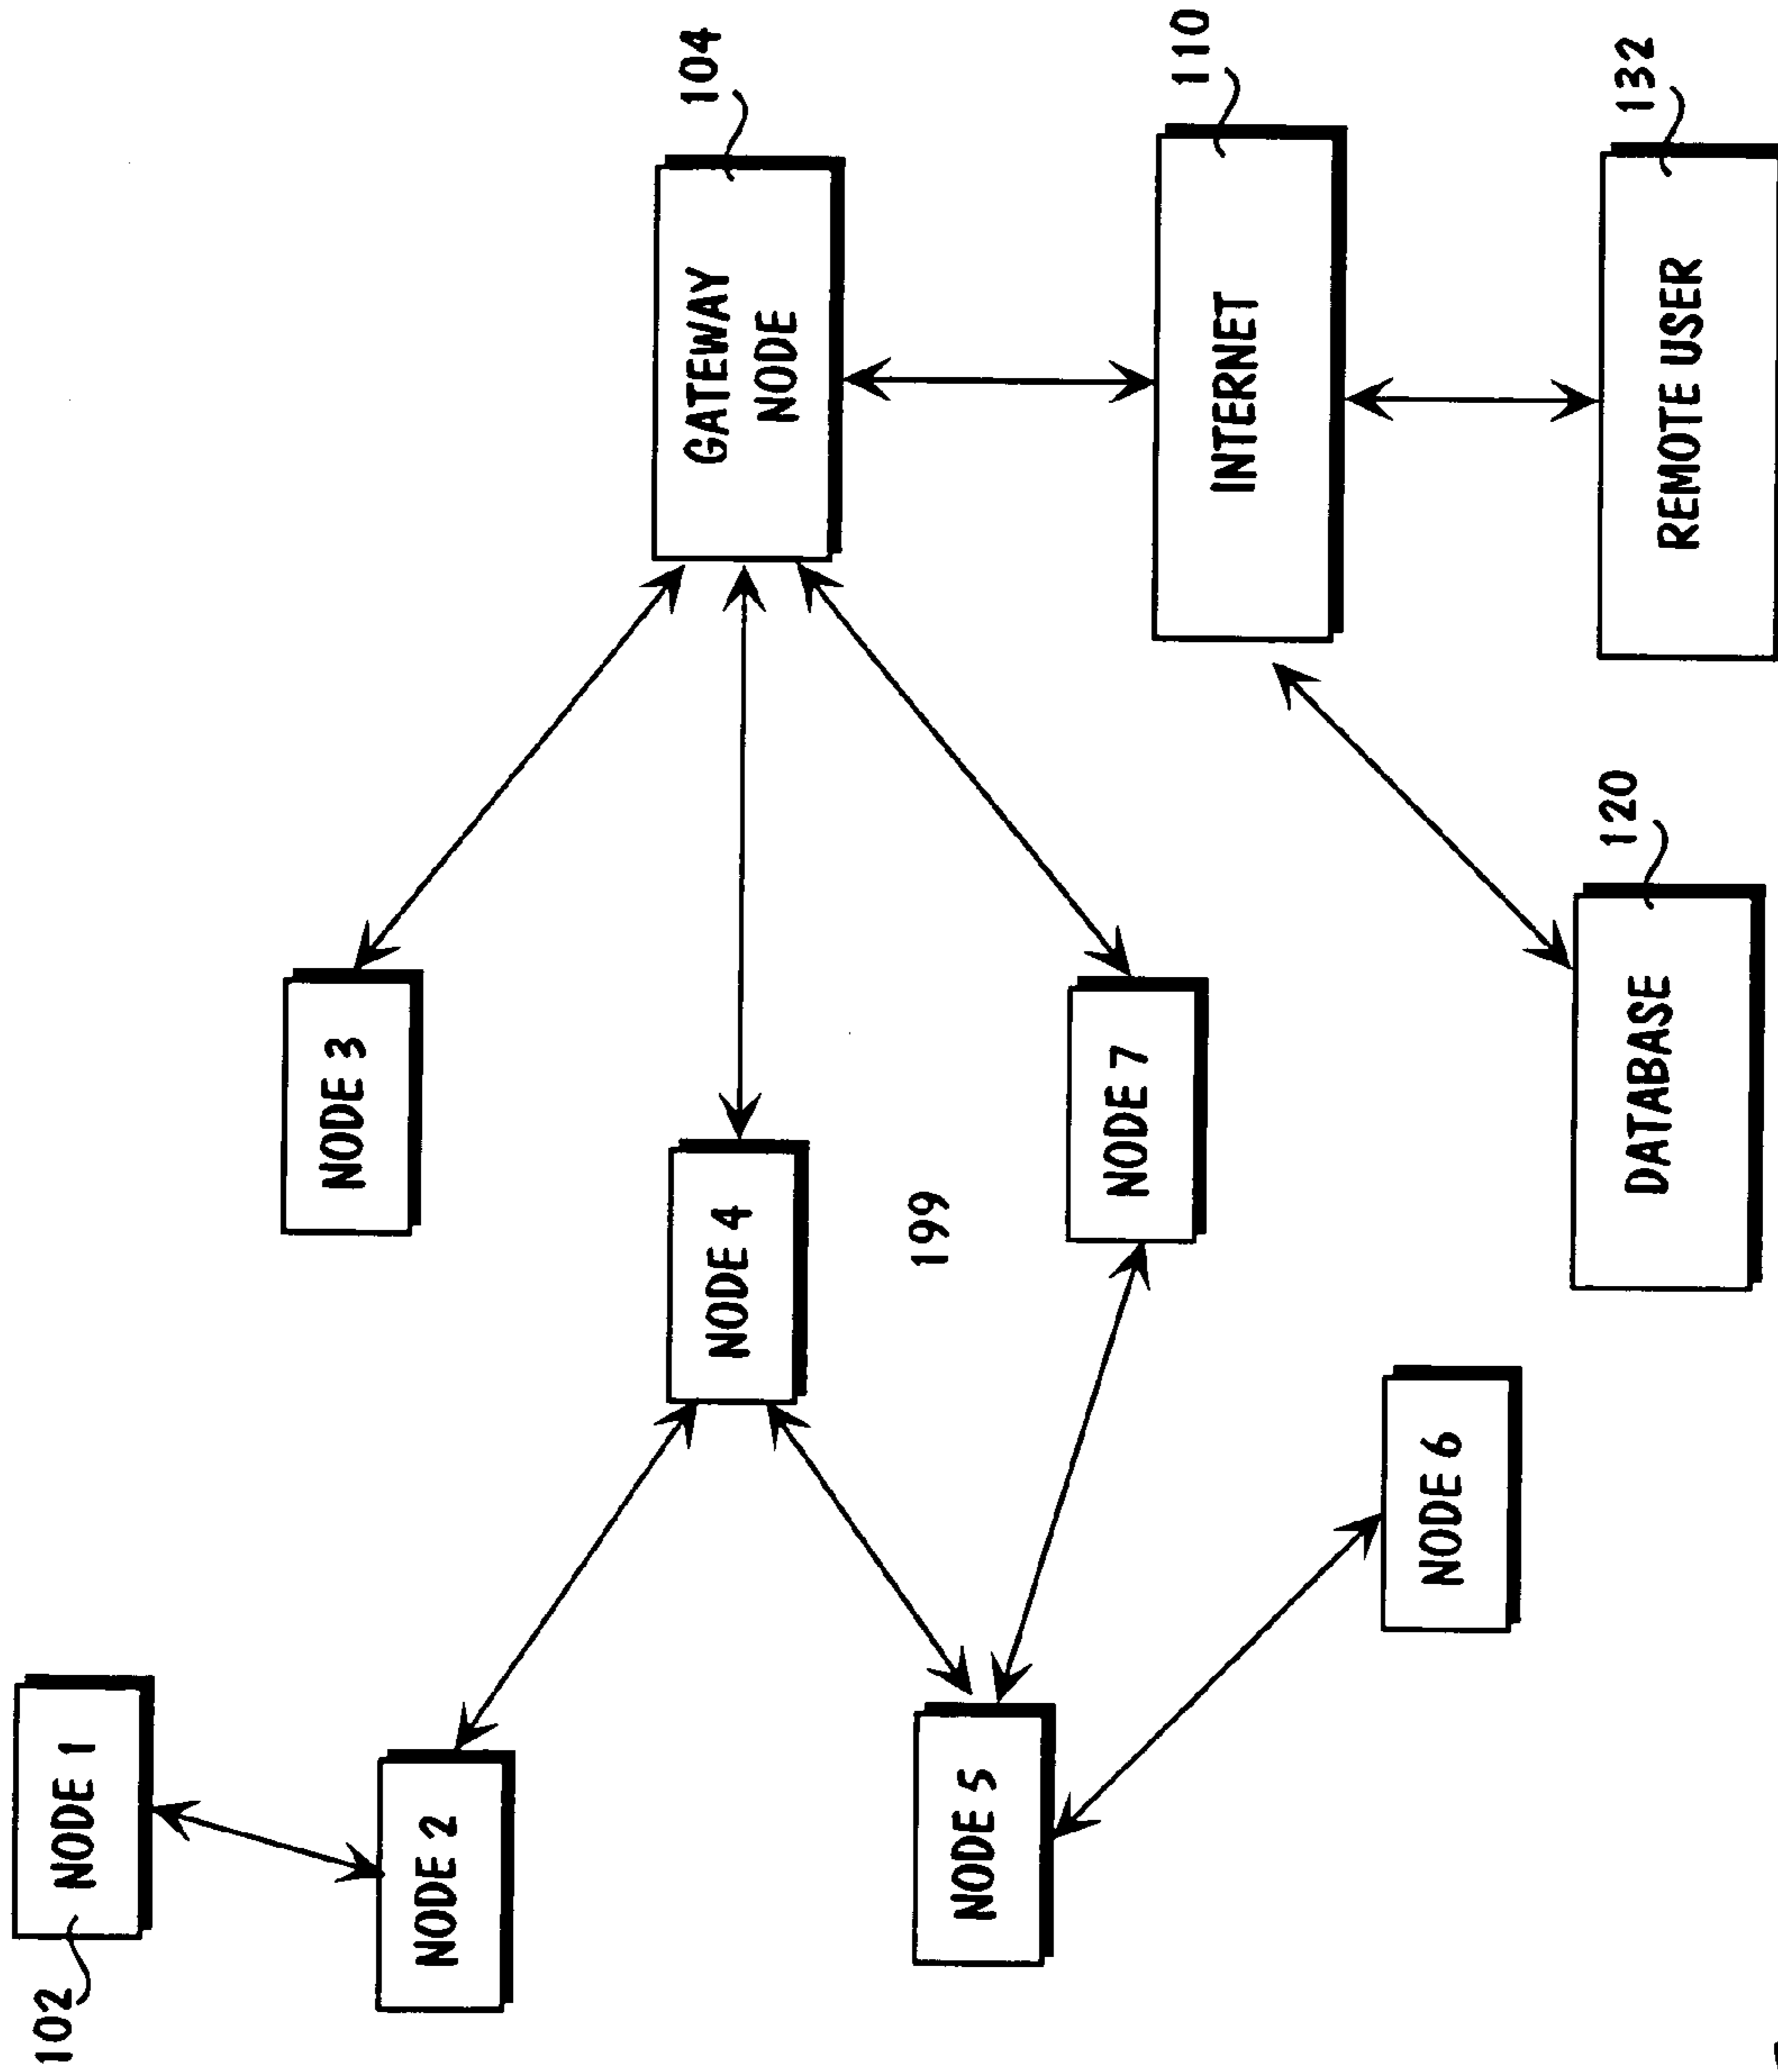 102
NODE 1
NODE 2
NODE 3
104
GATEWAY
NODE
NODE 4
199
NODE 5
NODE 7
110
INTERNET
NODE 6
120
DATABASE
132
REMOTE USER